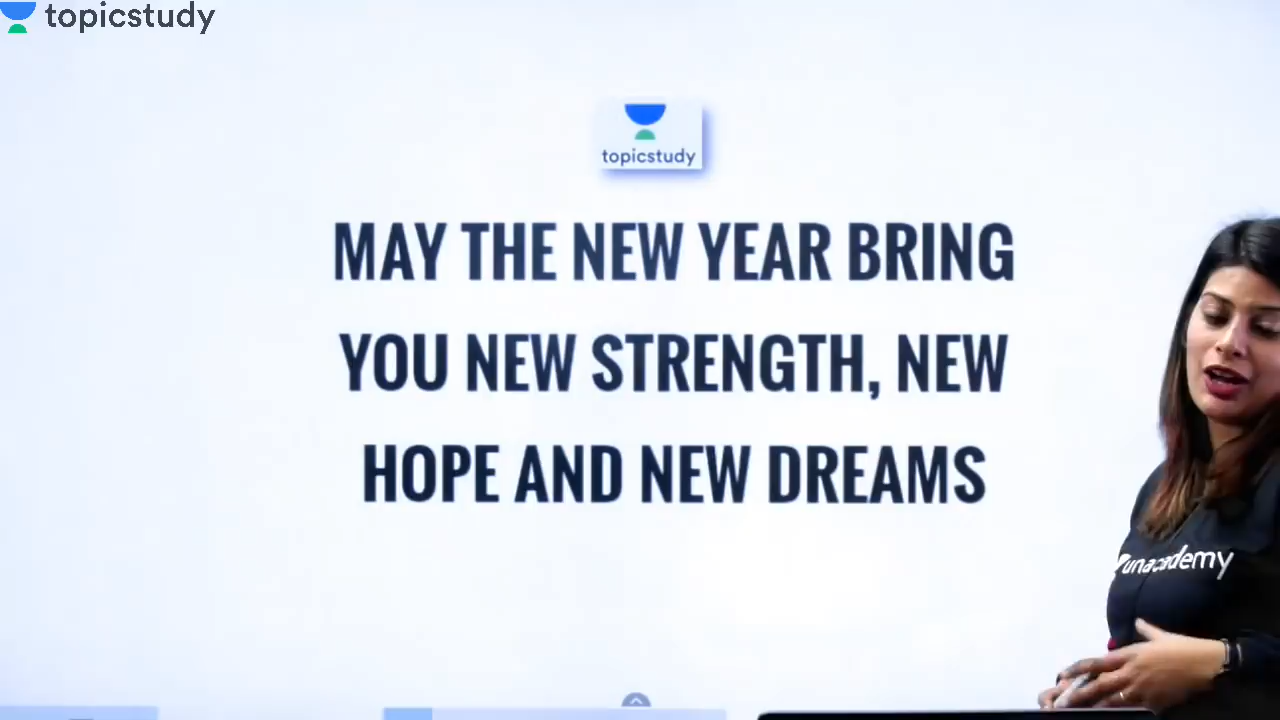 topicstudy
topicstudy
MAY THE NEW YEAR BRING
YOU NEW STRENGTH, NEW
HOPE AND NEW DREAMS
unacademy